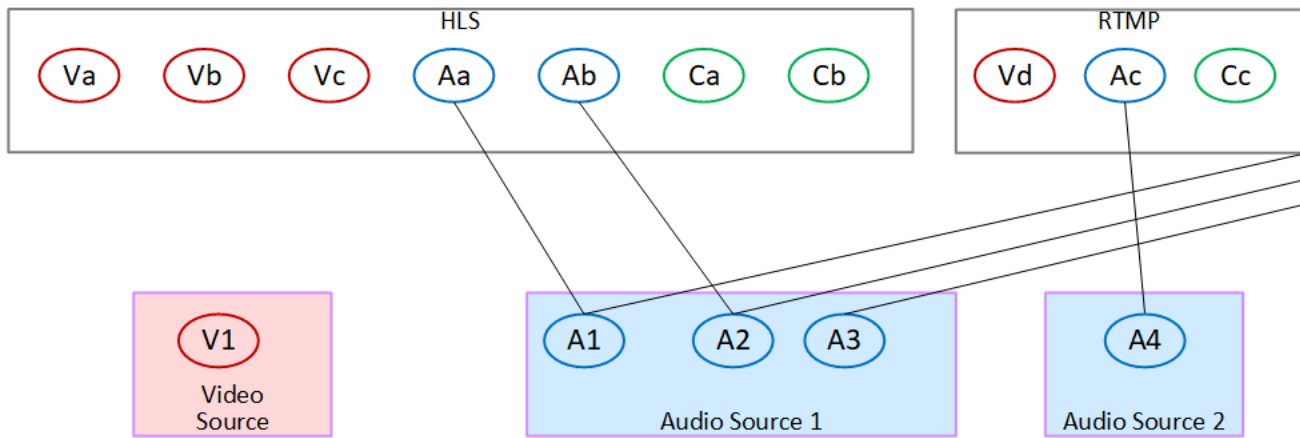 HLS
Va Vb Vc Aa Ab Ca Cb
RTMP
Vd Ac Cc
V1
Video
Source
A1 A2 A3
Audio Source 1
A4
Audio Source 2